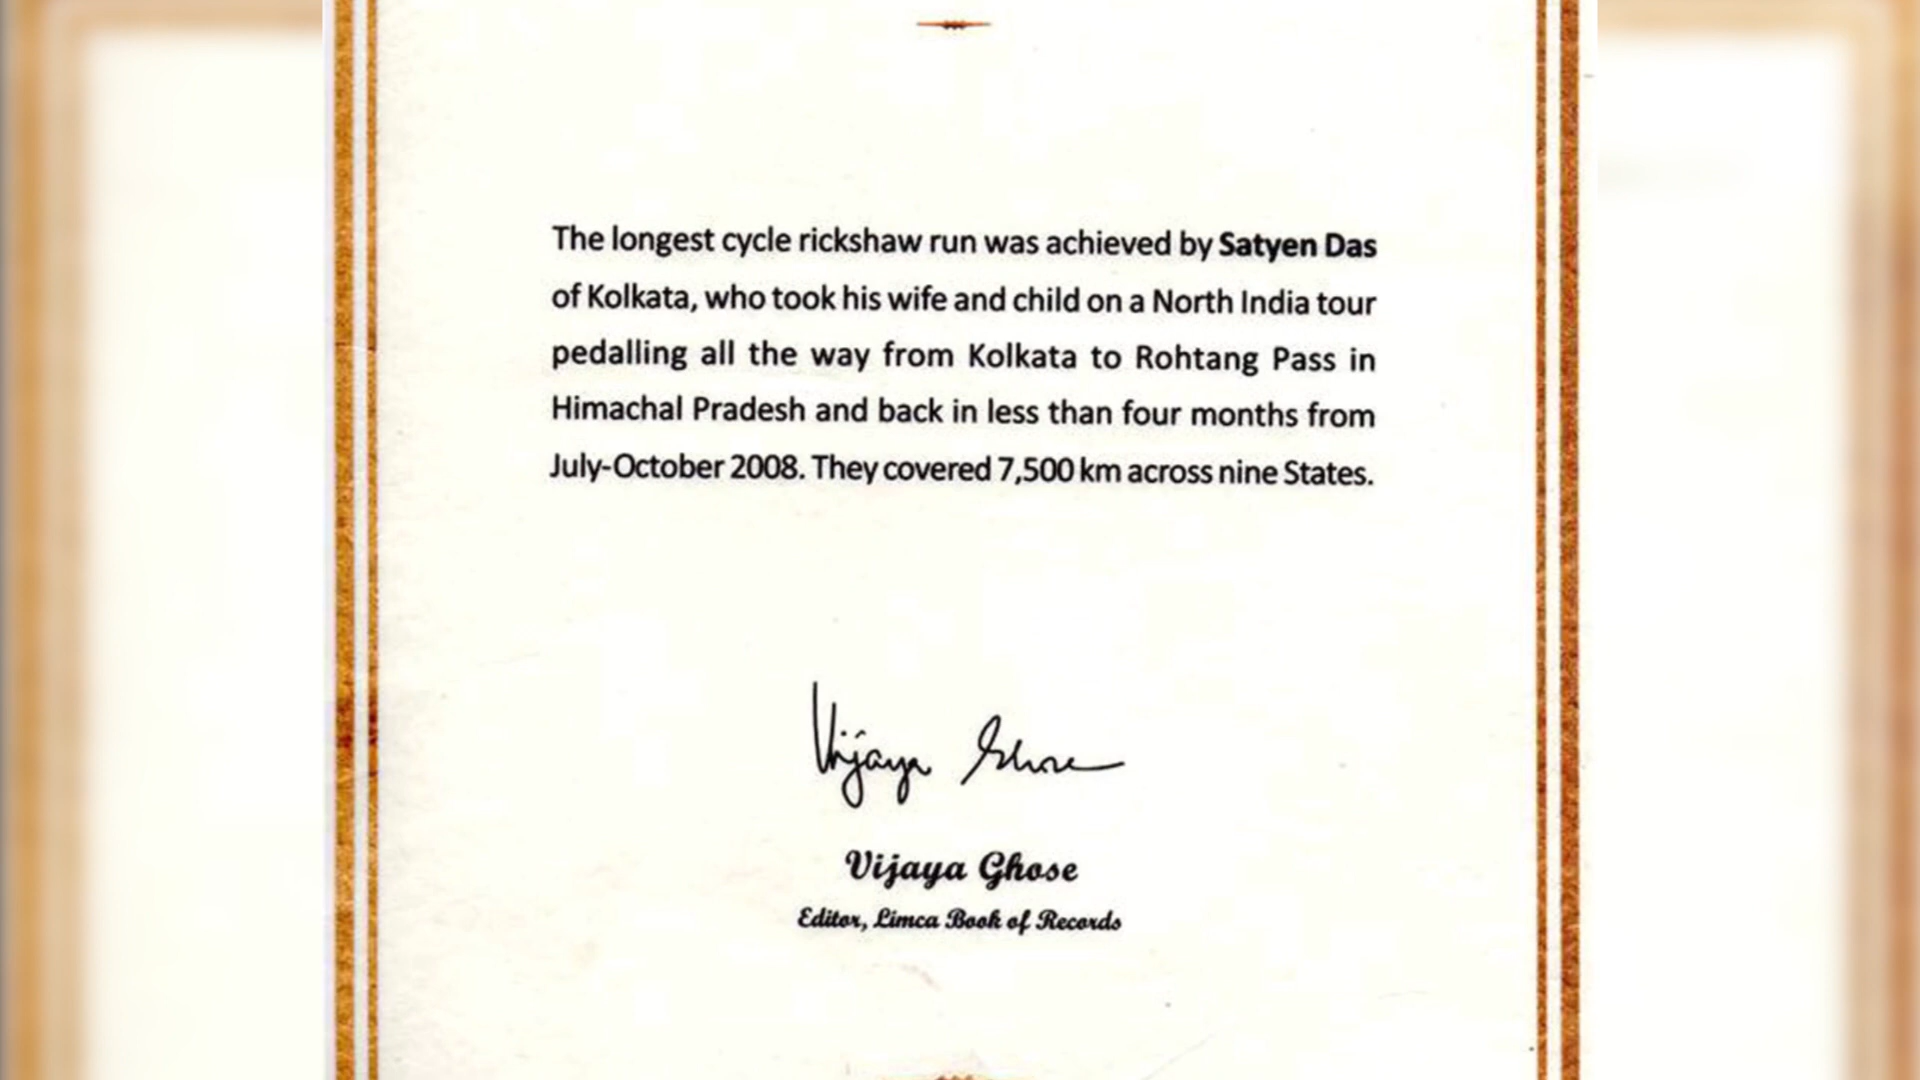 The longest cycle rickshaw run was achieved by Satyen Das
of Kolkata, who took his wife and child on a North India tour
pedalling all the way from Kolkata to Rohtang Pass in
Himachal Pradesh and back in less than four months from
July-October 2008. They covered 7,500 km across nine States.
Vijaya Ghose
Vijaya Ghose
Editor, Limca Book of Records